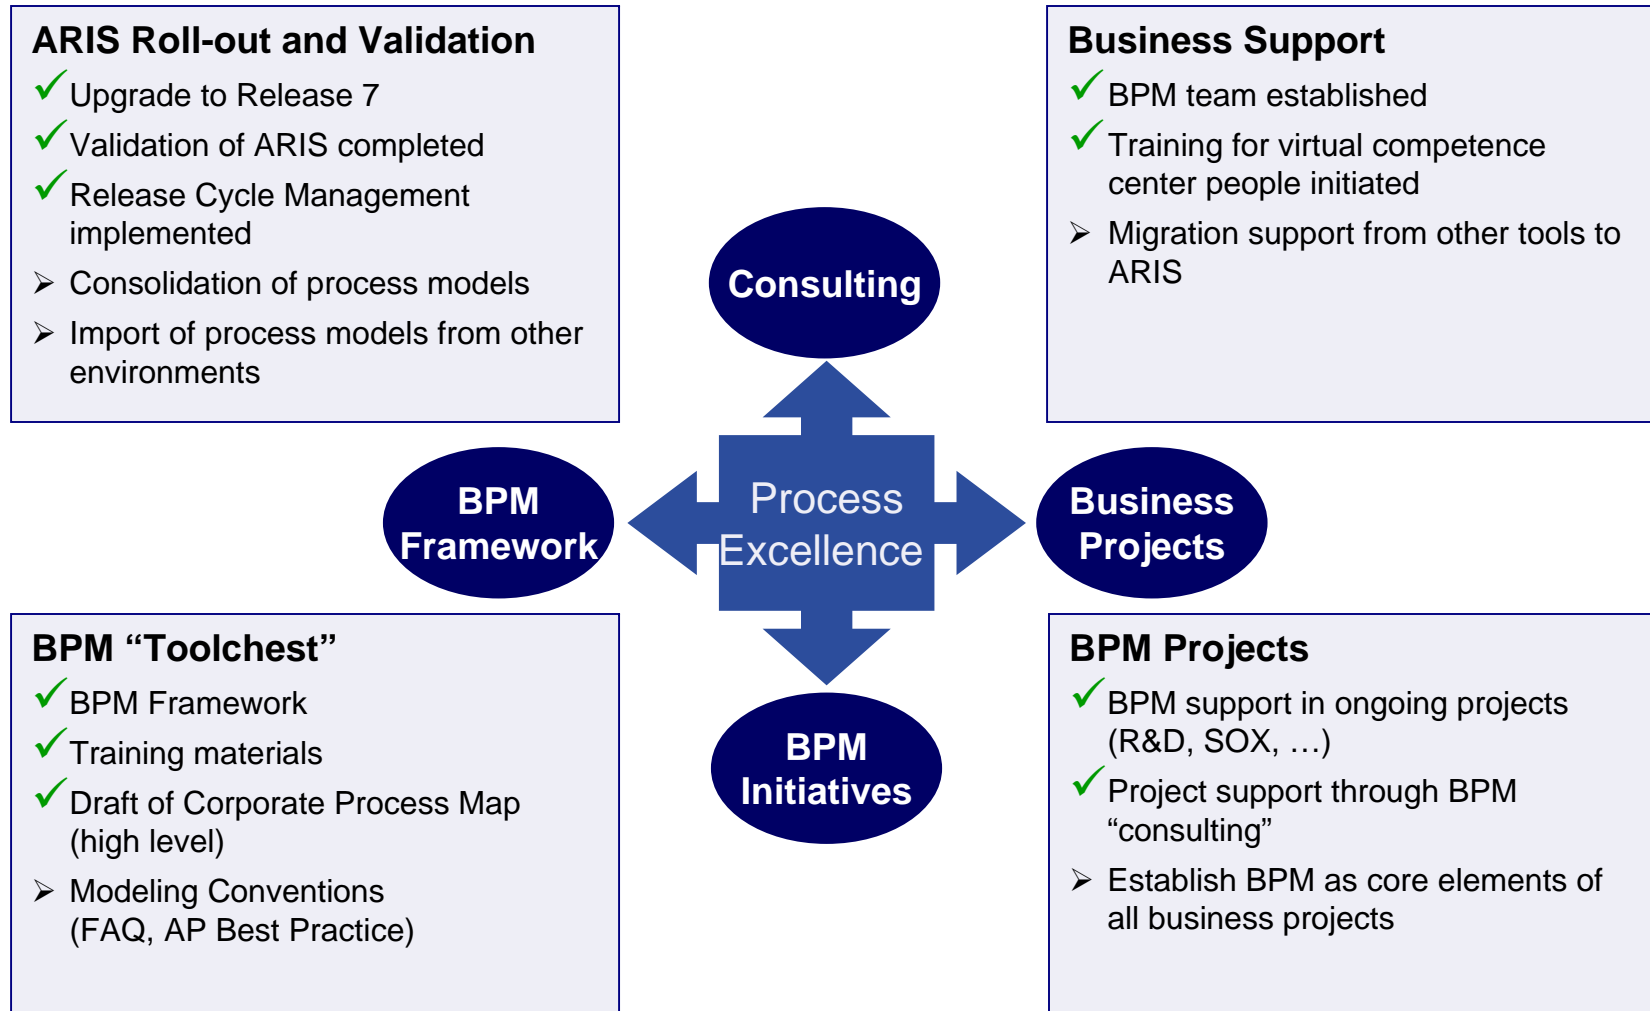 ARIS Roll-out and Validation
✓ Upgrade to Release 7
✓ Validation of ARIS completed
✓ Release Cycle Management
implemented
➢ Consolidation of process models
➢ Import of process models from other
environments
Business Support
✓ BPM team established
✓ Training for virtual competence
center people initiated
➢ Migration support from other tools to
ARIS
Consulting
BPM
Framework
Process
Excellence
Business
Projects
BPM
Initiatives
BPM “Toolchest”
✓ BPM Framework
✓ Training materials
✓ Draft of Corporate Process Map
(high level)
➢ Modeling Conventions
(FAQ, AP Best Practice)
BPM Projects
✓ BPM support in ongoing projects
(R&D, SOX, …)
✓ Project support through BPM
“consulting”
➢ Establish BPM as core elements of
all business projects